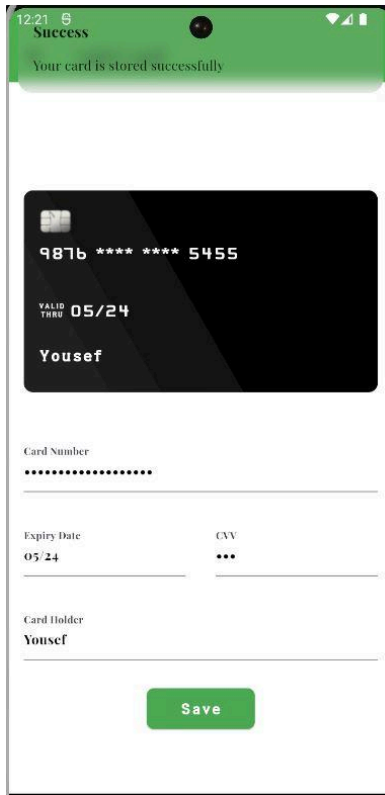 12:21
Success
Your card is stored successfully
9876 **** **** 5455
VALID
THRU 05/24
Yousef
Card Number
•••••••••••••••••••
Expiry Date
CVV
05/24
•••
Card Holder
Yousef
Save